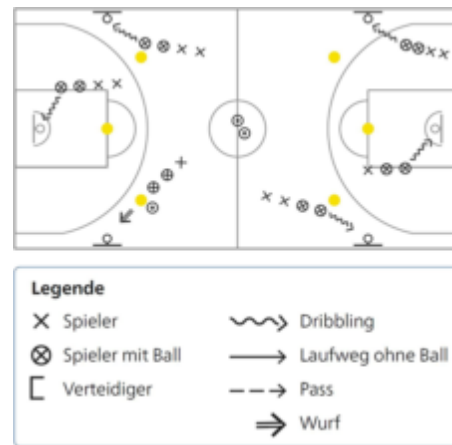 Legende
Spieler
Dribbling
Spieler mit Ball
Laufweg ohne Ball
Verteidiger
Pass
Wurf